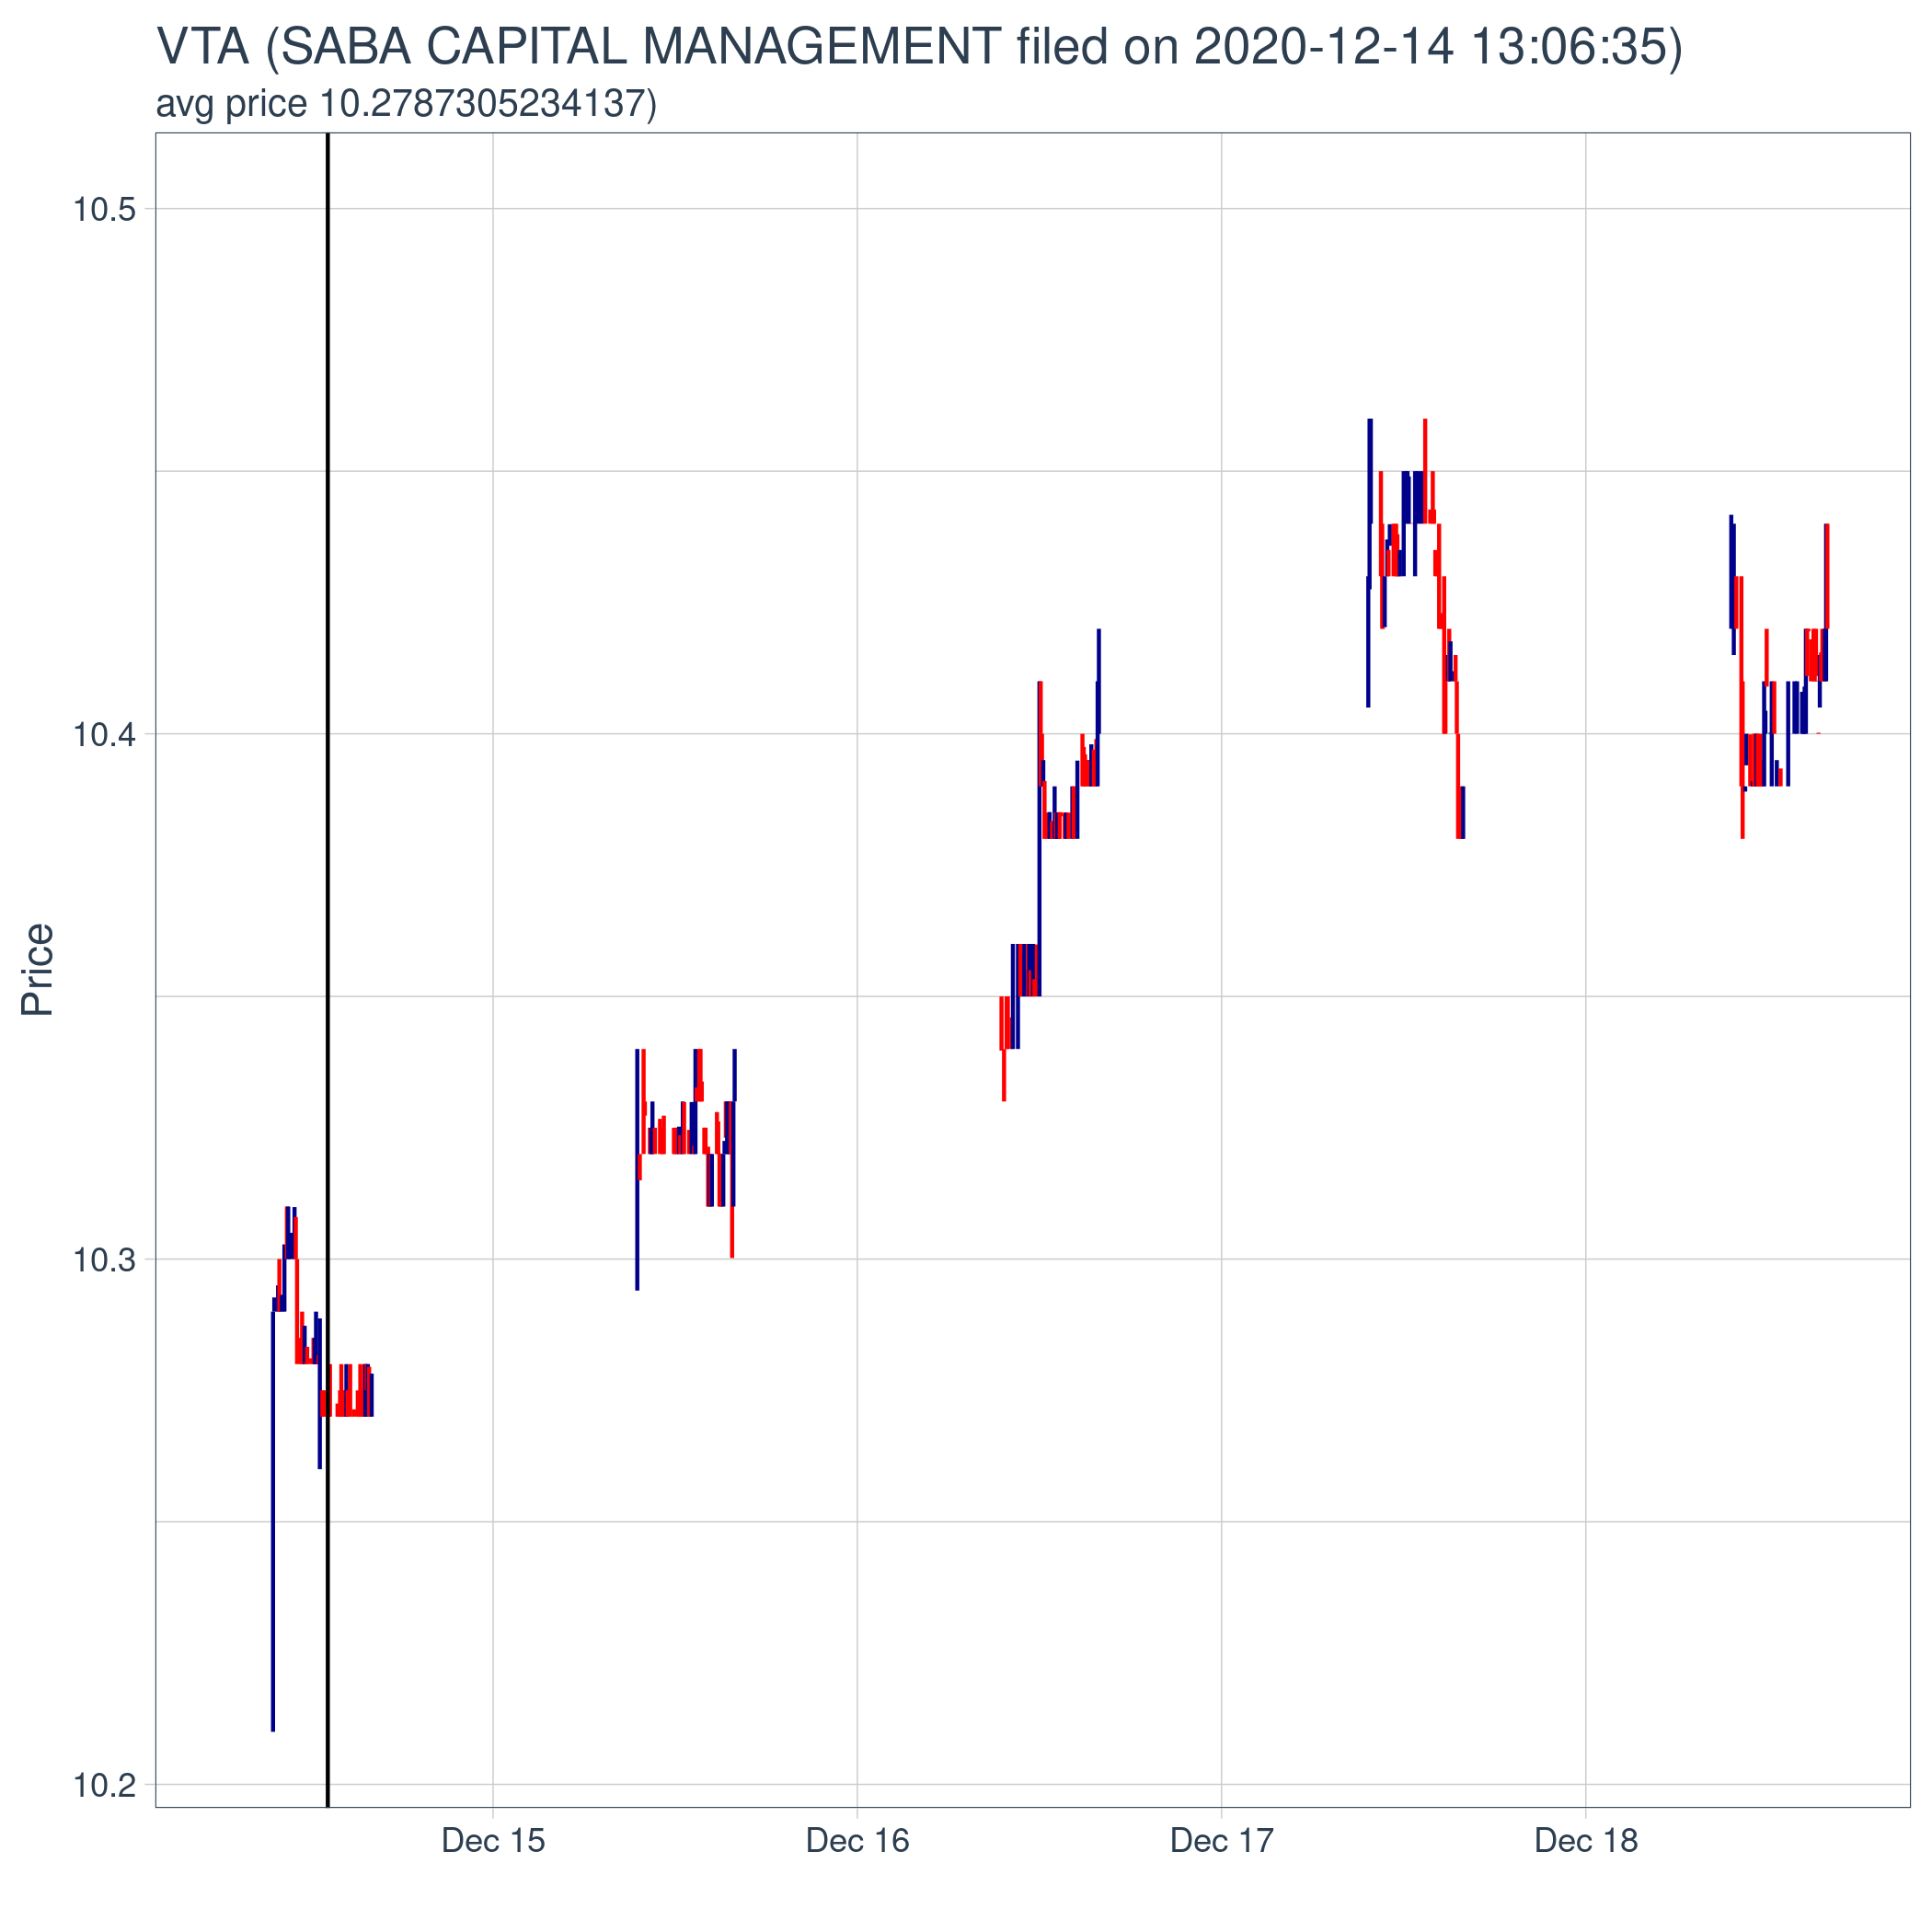 VTA (SABA CAPITAL MANAGEMENT filed on 2020-12-14 13:06:35)
avg price 10.2787305234137)
10.5
10.4
10.3
10.2
Price
Dec 15
Dec 16
Dec 17
Dec 18